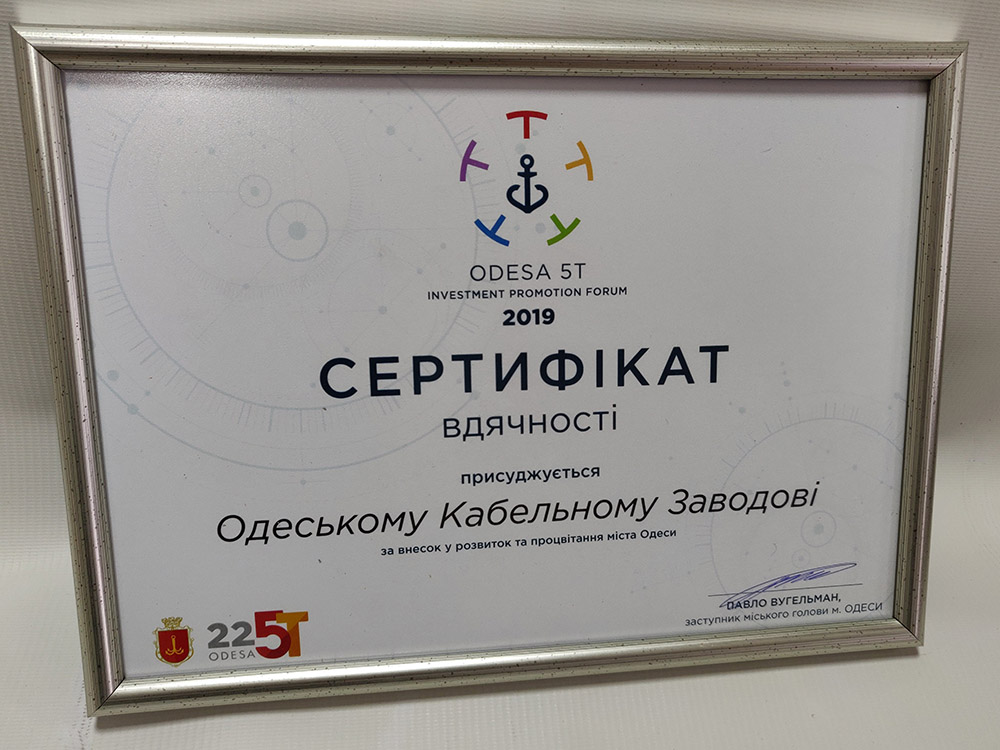 ODESA 5T
INVESTMENT PROMOTION FORUM
2019
СЕРТИФІКАТ
ВДЯЧНОСТІ
присуджується
Одеському Кабельному Заводові
за внесок у розвиток та процвітання міста Одеси
ПАВЛО ВУГЕЛЬМАН,
заступник міського голови м. ОДЕСИ
225T
ODESA